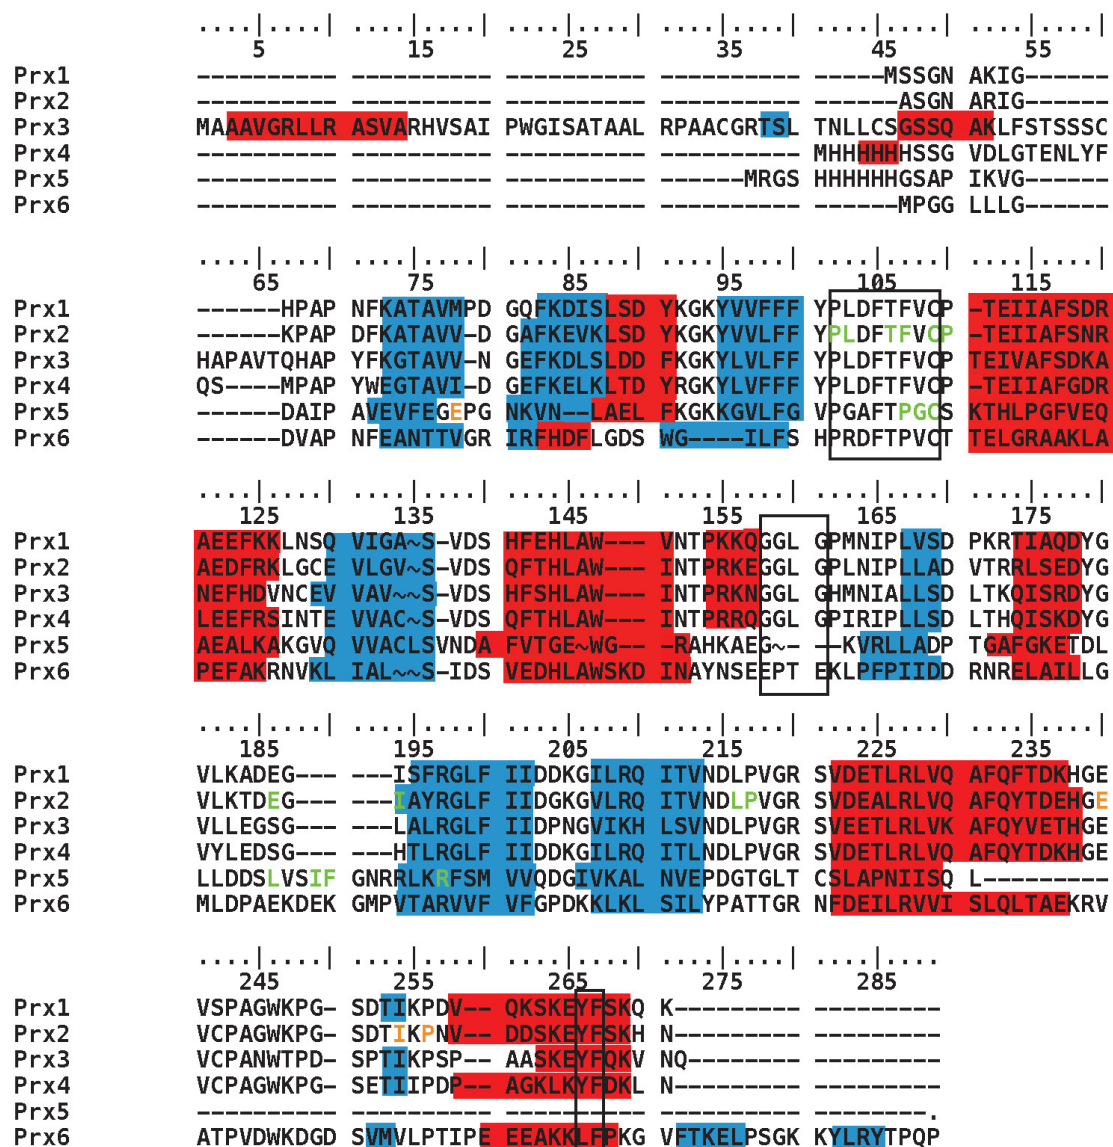 ....|....| ....|....| ....|....| ....|....| ....|....| ....|....|
5 15 25 35 45 55
Prx1 ---------- ---------- ---------- ---------- -----MSSGN AKIG------
Prx2 ---------- ---------- ---------- ---------- ------ASGN ARIG------
Prx3 MAAAVGRLLR ASVARHVSAI PWGISATAAL RPAACGRTSL TNLLCSGSSQ AKLFSTSSSC
Prx4 ---------- ---------- ---------- ---------- MHHHHHHSSG VDLGTENLYF
Prx5 ---------- ---------- ---------- ------MRGS HHHHHHGSAP IKVG------
Prx6 ---------- ---------- ---------- ---------- ------MPGG LLLG------
....|....| ....|....| ....|....| ....|....| ....|....| ....|....|
65 75 85 95 105 115
Prx1 ------HPAP NFKATAVMPD GQFKDISLSD YKGKYVVFFF YPLDFTFVCP -TEIIAFSDR
Prx2 ------KPAP DFKATAVV-D GAFKEVKLSD YKGKYVVLFF YPLDFTFVCP -TEIIAFSNR
Prx3 HAPAVTQHAP YFKGTAVV-N GEFKDLSLDD FKGKYLVLFF YPLDFTFVCP TEIVAFSDKA
Prx4 QS----MPAP YWEGTAVI-D GEFKELKLTD YRGKYLVFFF YPLDFTFVCP -TEIIAFGDR
Prx5 ------DAIP AVEVFEGEPG NKVN--LAEL FKGKKGVLFG VPGAFTPGCS KTHLPGFVEQ
Prx6 ------DVAP NFEANTTVGR IRFHDFLGDS WG----ILFS HPRDFTPVCT TELGRAAKLA
....|....| ....|....| ....|....| ....|....| ....|....| ....|....|
125 135 145 155 165 175
Prx1 AEEFKKLNSQ VIGA~S-VDS HFEHLAW--- VNTPKKQGGL GPMNIPLVSD PKRTIAQDYG
Prx2 AEDFRKLGCE VLGV~S-VDS QFTHLAW--- INTPRKEGGL GPLNIPLLAD VTRRLSEDYG
Prx3 NEFHDVNCEV VAV~~S-VDS HFSHLAW--- INTPRKNGGL GHMNIALLSD LTKQISRDYG
Prx4 LEEFRSINTE VVAC~S-VDS QFTHLAW--- INTPRRQGGL GPIRIPLLSD LTHQISKDYG
Prx5 AEALKAKGVQ VVACLSVNDA FVTGE~WG-- -RAHKAEG~- --KVRLLADP TGAFGKETDL
Prx6 PEFAKRNVKL IAL~~S-IDS VEDHLAWSKD INAYNSEEPT EKLPFPIIDD RNRELAILLG
....|....| ....|....| ....|....| ....|....| ....|....| ....|....|
185 195 205 215 225 235
Prx1 VLKADEG--- ---ISFRGLF IIDDKGILRQ ITVNDLPVGR SVDETLRLVQ AFQFTDKHGE
Prx2 VLKTDEG--- ---IAYRGLF IIDGKGVLRQ ITVNDLPVGR SVDEALRLVQ AFQYTDEHGE
Prx3 VLLEGSG--- ---LALRGLF IIDPNGVIKH LSVNDLPVGR SVEETLRLVK AFQYVETHGE
Prx4 VYLEDSG--- ---HTLRGLF IIDDKGILRQ ITLNDLPVGR SVDETLRLVQ AFQYTDKHGE
Prx5 LLDDSLVSIF GNRRLKRFSM VVQDGIVKAL NVEPDGTGLT CSLAPNIISQ L---------
Prx6 MLDPAEKDEK GMPVTARVVF VFGPDKKLKL SILYPATTGR NFDEILRVVI SLQLTAEKRV
....|....| ....|....| ....|....| ....|....| ....|....|
245 255 265 275 285
Prx1 VSPAGWKPG- SDTIKPDV-- QKSKEYFSKQ K--------- ----------
Prx2 VCPAGWKPG- SDTIKPNV-- DDSKEYFSKH N--------- ----------
Prx3 VCPANWTPD- SPTIKPSP-- AASKEYFQKV NQ-------- ----------
Prx4 VCPAGWKPG- SETIIPDP-- AGKLKYFDKL N--------- ----------
Prx5 ---------- ---------- ---------- ---------- ---------.
Prx6 ATPVDWKDGD SVMVLPTIPE EEAKKLFPKG VFTKELPSGK KYLRYTPQP